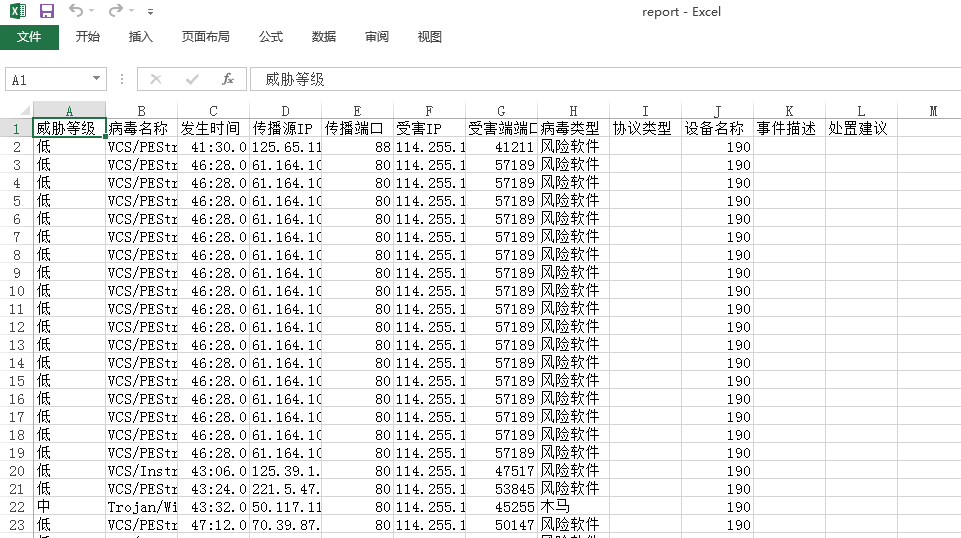 report - Excel
文件 开始 插入 页面布局 公式 数据 审阅 视图
A1 fx 威胁等级
A B C D E F G H I J K L M
1 威胁等级 病毒名称 发生时间 传播源IP 传播端口 受害IP 受害端端口 病毒类型 协议类型 设备名称 事件描述 处置建议
2 低 VCS/PEStr 41:30.0 125.65.11 88 114.255.1 41211 风险软件 190
3 低 VCS/PEStr 46:28.0 61.164.10 80 114.255.1 57189 风险软件 190
4 低 VCS/PEStr 46:28.0 61.164.10 80 114.255.1 57189 风险软件 190
5 低 VCS/PEStr 46:28.0 61.164.10 80 114.255.1 57189 风险软件 190
6 低 VCS/PEStr 46:28.0 61.164.10 80 114.255.1 57189 风险软件 190
7 低 VCS/PEStr 46:28.0 61.164.10 80 114.255.1 57189 风险软件 190
8 低 VCS/PEStr 46:28.0 61.164.10 80 114.255.1 57189 风险软件 190
9 低 VCS/PEStr 46:28.0 61.164.10 80 114.255.1 57189 风险软件 190
10 低 VCS/PEStr 46:28.0 61.164.10 80 114.255.1 57189 风险软件 190
11 低 VCS/PEStr 46:28.0 61.164.10 80 114.255.1 57189 风险软件 190
12 低 VCS/PEStr 46:28.0 61.164.10 80 114.255.1 57189 风险软件 190
13 低 VCS/PEStr 46:28.0 61.164.10 80 114.255.1 57189 风险软件 190
14 低 VCS/PEStr 46:28.0 61.164.10 80 114.255.1 57189 风险软件 190
15 低 VCS/PEStr 46:28.0 61.164.10 80 114.255.1 57189 风险软件 190
16 低 VCS/PEStr 46:28.0 61.164.10 80 114.255.1 57189 风险软件 190
17 低 VCS/PEStr 46:28.0 61.164.10 80 114.255.1 57189 风险软件 190
18 低 VCS/PEStr 46:28.0 61.164.10 80 114.255.1 57189 风险软件 190
19 低 VCS/PEStr 46:28.0 61.164.10 80 114.255.1 57189 风险软件 190
20 低 VCS/Instr 43:06.0 125.39.1. 80 114.255.1 47517 风险软件 190
21 低 VCS/PEStr 43:24.0 221.5.47. 80 114.255.1 53845 风险软件 190
22 中 Trojan/Wi 43:32.0 50.117.11 80 114.255.1 45255 木马 190
23 低 VCS/PEStr 47:12.0 70.39.87. 80 114.255.1 50147 风险软件 190